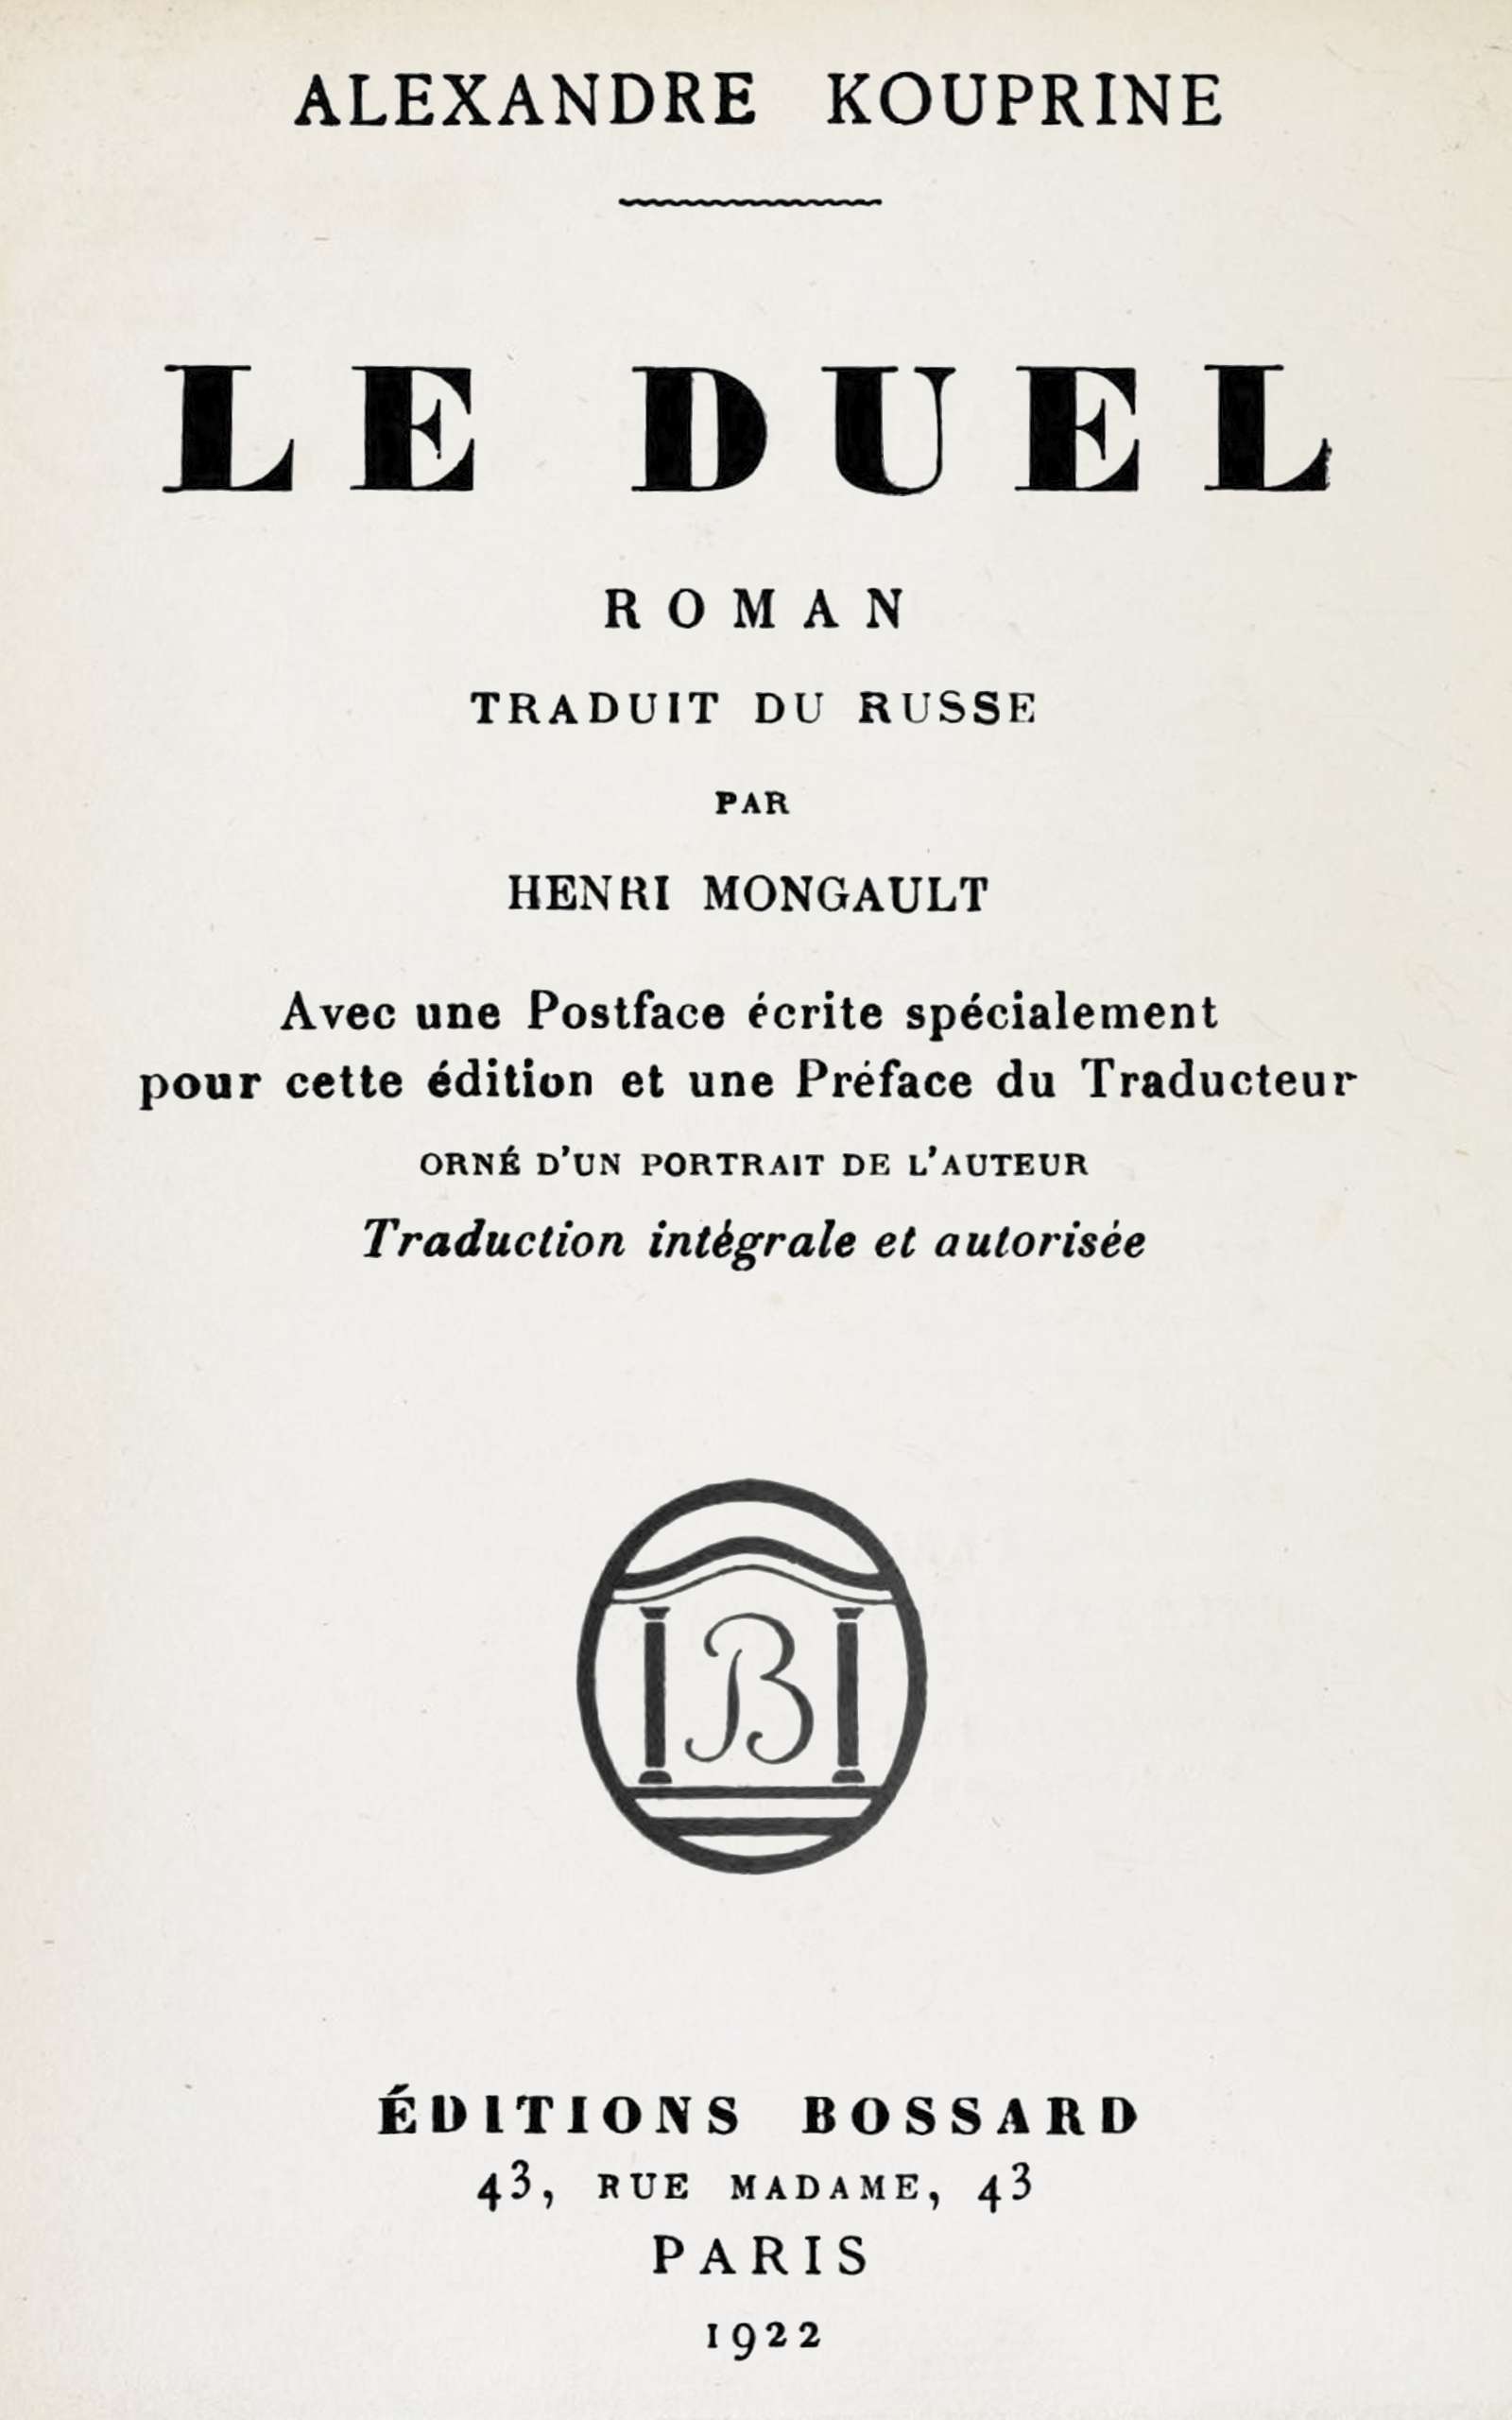 ALEXANDRE KOUPRINE
LE DUEL
ROMAN
TRADUIT DU RUSSE
PAR
HENRI MONGAULT
Avec une Postface écrite spécialement
pour cette édition et une Préface du Traducteur
ORNÉ D'UN PORTRAIT DE L'AUTEUR
Traduction intégrale et autorisée
B
ÉDITIONS BOSSARD
43, RUE MADAME, 43
PARIS
1922